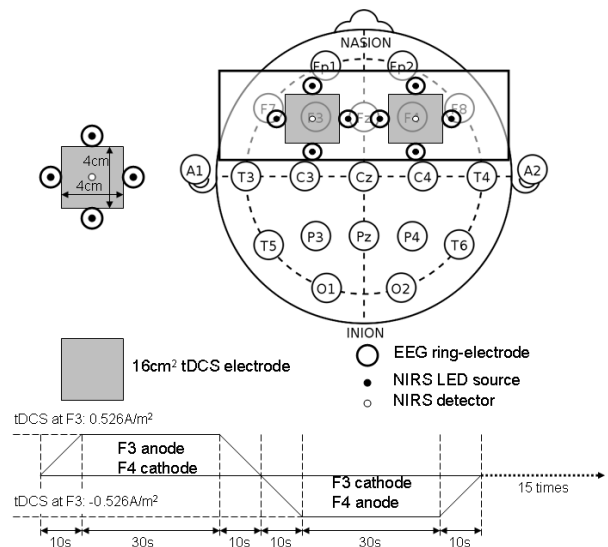 NASION
Fp1 Fp2
F7 F3 Fz F4 F8
4cm
4cm
A1 T3 C3 Cz C4 T4 A2
T5 P3 Pz P4 T6
O1 O2
INION
16cm² tDCS electrode
EEG ring-electrode
NIRS LED source
NIRS detector
tDCS at F3: 0.526A/m²
F3 anode
F4 cathode
F3 cathode
F4 anode
15 times
tDCS at F3: -0.526A/m²
10s 30s 10s 10s 30s 10s